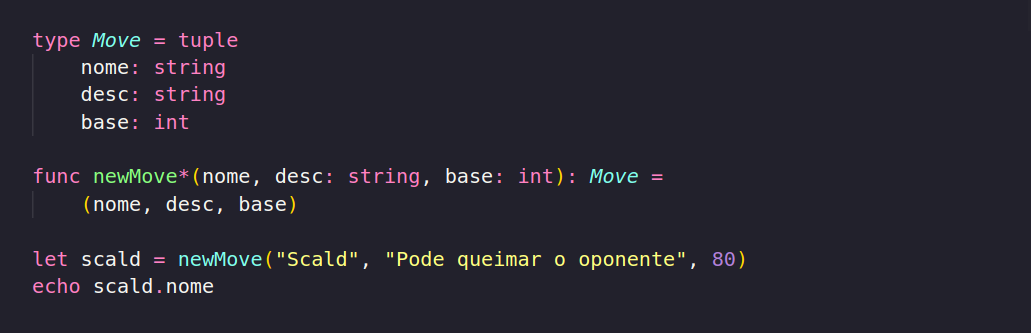 type Move = tuple
    nome: string
    desc: string
    base: int
func newMove*(nome, desc: string, base: int): Move =
    (nome, desc, base)
let scald = newMove("Scald", "Pode queimar o oponente", 80)
echo scald.nome